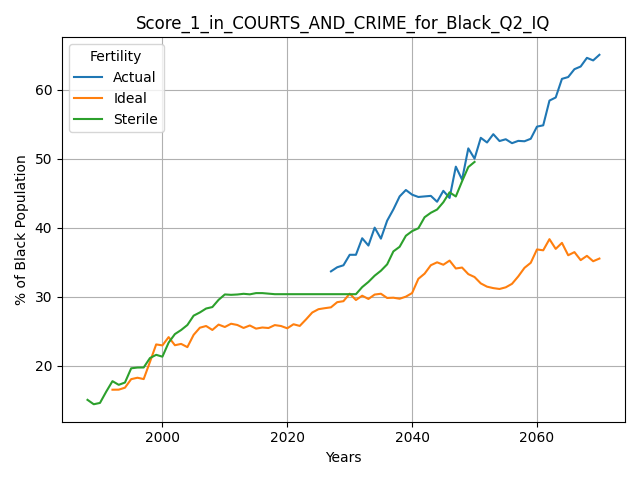 Score_1_in_COURTS_AND_CRIME_for_Black_Q2_IQ
Fertility
Actual
Ideal
Sterile
% of Black Population
60
50
40
30
20
2000
2020
2040
2060
Years